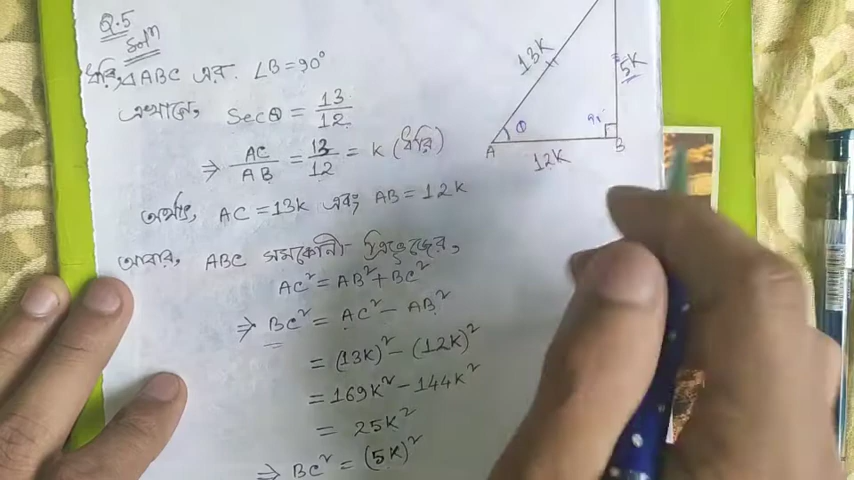 Q.5
Solⁿ
ধরি, △ABC এর ∠B = 90°
এখানে, Secθ = 13/12
⇒ AC/AB = 13/12 = K (ধরি)
অর্থাৎ, AC = 13K এবং AB = 12K
আবার, ABC সমকোনী ত্রিভুজের,
AC² = AB² + BC²
⇒ BC² = AC² - AB²
= (13K)² - (12K)²
= 169K² - 144K²
= 25K²
⇒ BC² = (5K)²
13K
5K
θ
90°
A
B
12K